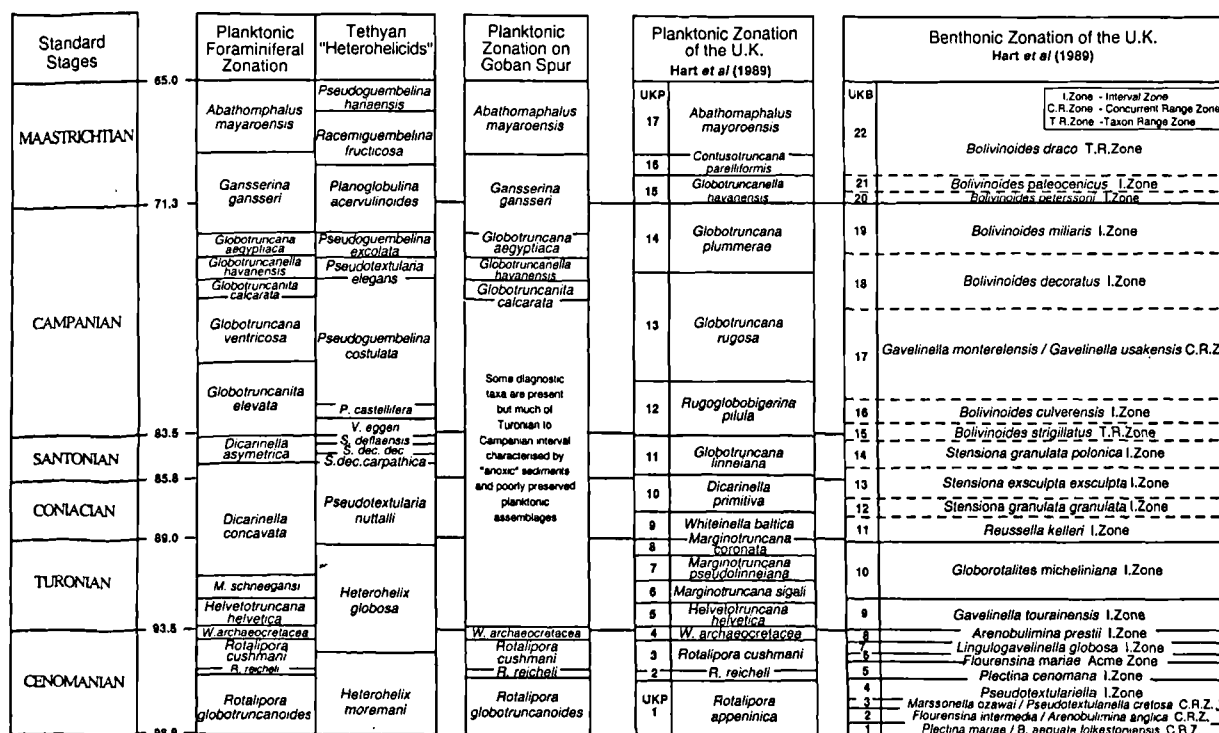 Standard
Stages
65.0
MAASTRICHTIAN
71.3
CAMPANIAN
83.5
SANTONIAN
85.8
CONIACIAN
89.0
TURONIAN
93.5
CENOMANIAN
Planktonic
Foraminiferal
Zonation
Abathomphalus
mayaroensis
Gansserina
gansseri
Globotruncana
aegyptiaca
Globotruncanella
havanensis
Globotruncanita
calcarata
Globotruncana
ventricosa
Globotruncanita
elevata
Dicarinella
asymetrica
Dicarinella
concavata
M. schneegansi
Helvetotruncana
helvetica
W. archaeocretacea
Rotalipora
cushmani
R. reicheli
Rotalipora
globotruncanoides
Tethyan
"Heterohelicids"
Pseudoguembelina
hanaensis
Racemiguembelina
fructicosa
Planoglobulina
acervulinoides
Pseudoguembelina
excolata
Pseudotextularia
elegans
Pseudoguembelina
costulata
P. castellifera
V. eggeri
S. deflaensis
S. dec. dec
S.dec.carpathica
Pseudotextularia
nuttalli
Heterohelix
globosa
Heterohelix
moremani
Planktonic
Zonation on
Goban Spur
Abathomphalus
mayaroensis
Gansserina
gansseri
Globotruncana
aegyptiaca
Globotruncanella
havanensis
Globotruncanita
calcarata
Some diagnostic
taxa are present
but much of
Turonian to
Campanian interval
characterised by
"anoxic" sediments
and poorly preserved
planktonic
assemblages
W. archaeocretacea
Rotalipora
cushmani
R. reicheli
Rotalipora
globotruncanoides
Planktonic Zonation
of the U.K.
Hart et al (1989)
UKP
17 Abathomphalus
mayoroensis
16 Contusotruncana
parelliformis
15 Globotruncanella
havanensis
14 Globotruncana
plummerae
13 Globotruncana
rugosa
12 Rugoglobobigerina
pilula
11 Globotruncana
linneiana
10 Dicarinella
primitiva
9 Whiteinella baltica
8 Marginotruncana
coronata
7 Marginotruncana
pseudolinneiana
6 Marginotruncana sigali
5 Helvetotruncana
helvetica
4 W. archaeocretacea
3 Rotalipora cushmani
2 R. reicheli
UKP
1 Rotalipora
appeninica
Benthonic Zonation of the U.K.
Hart et al (1989)
UKB
I.Zone - Interval Zone
C.R.Zone - Concurrent Range Zone
T.R.Zone - Taxon Range Zone
22 Bolivinoides draco T.R.Zone
21 Bolivinoides paleocenicus I.Zone
20 Bolivinoides peterssoni I.Zone
19 Bolivinoides miliaris I.Zone
18 Bolivinoides decoratus I.Zone
17 Gavelinella monterelensis / Gavelinella usakensis C.R.Z
16 Bolivinoides culverensis I.Zone
15 Bolivinoides strigillatus T.R.Zone
14 Stensiona granulata polonica I.Zone
13 Stensiona exsculpta exsculpta I.Zone
12 Stensiona granulata granulata I.Zone
11 Reussella kelleri I.Zone
10 Globorotalites micheliniana I.Zone
9 Gavelinella tourainensis I.Zone
8 Arenobulimina prestii I.Zone
7 Lingulogavelinella globosa I.Zone
6 Flourensina mariae Acme Zone
5 Plectina cenomana I.Zone
4 Pseudotextulariella I.Zone
3 Marssonella ozawai / Pseudotextulariella cretosa C.R.Z.
2 Flourensina intermedia / Arenobulimina anglica C.R.Z.
1 Plectina mariae / B. aequale folkestoniensis C.R.Z